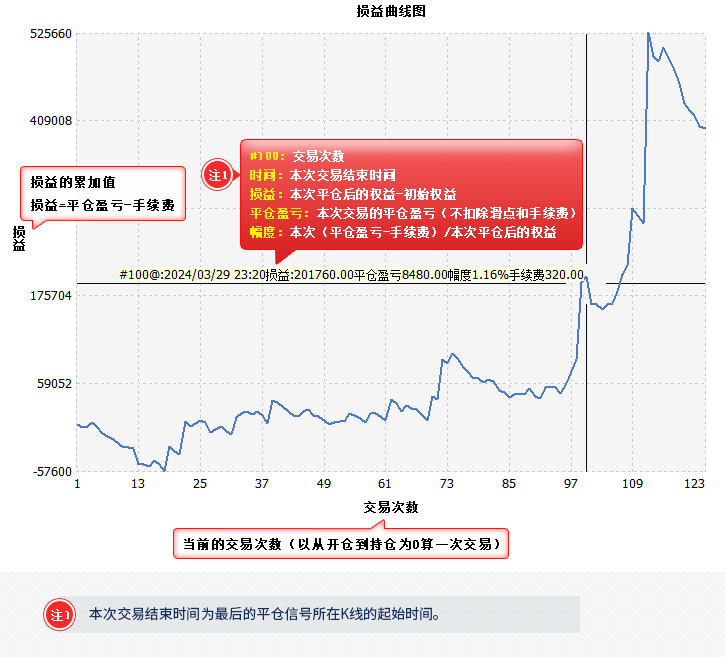 损益曲线图
525660
409008
175704
59052
-57600
损益
损益的累加值
损益=平仓盈亏-手续费
注1
#100: 交易次数
时间: 本次交易结束时间
损益: 本次平仓后的权益-初始权益
平仓盈亏: 本次交易的平仓盈亏（不扣除滑点和手续费）
幅度: 本次（平仓盈亏-手续费）/本次平仓后的权益
#100@:2024/03/29 23:20损益:201760.00平仓盈亏8480.00幅度1.16%手续费320.00
1 13 25 37 49 61 73 85 97 109 123
交易次数
当前的交易次数（以从开仓到持仓为0算一次交易）
注1 本次交易结束时间为最后的平仓信号所在K线的起始时间。